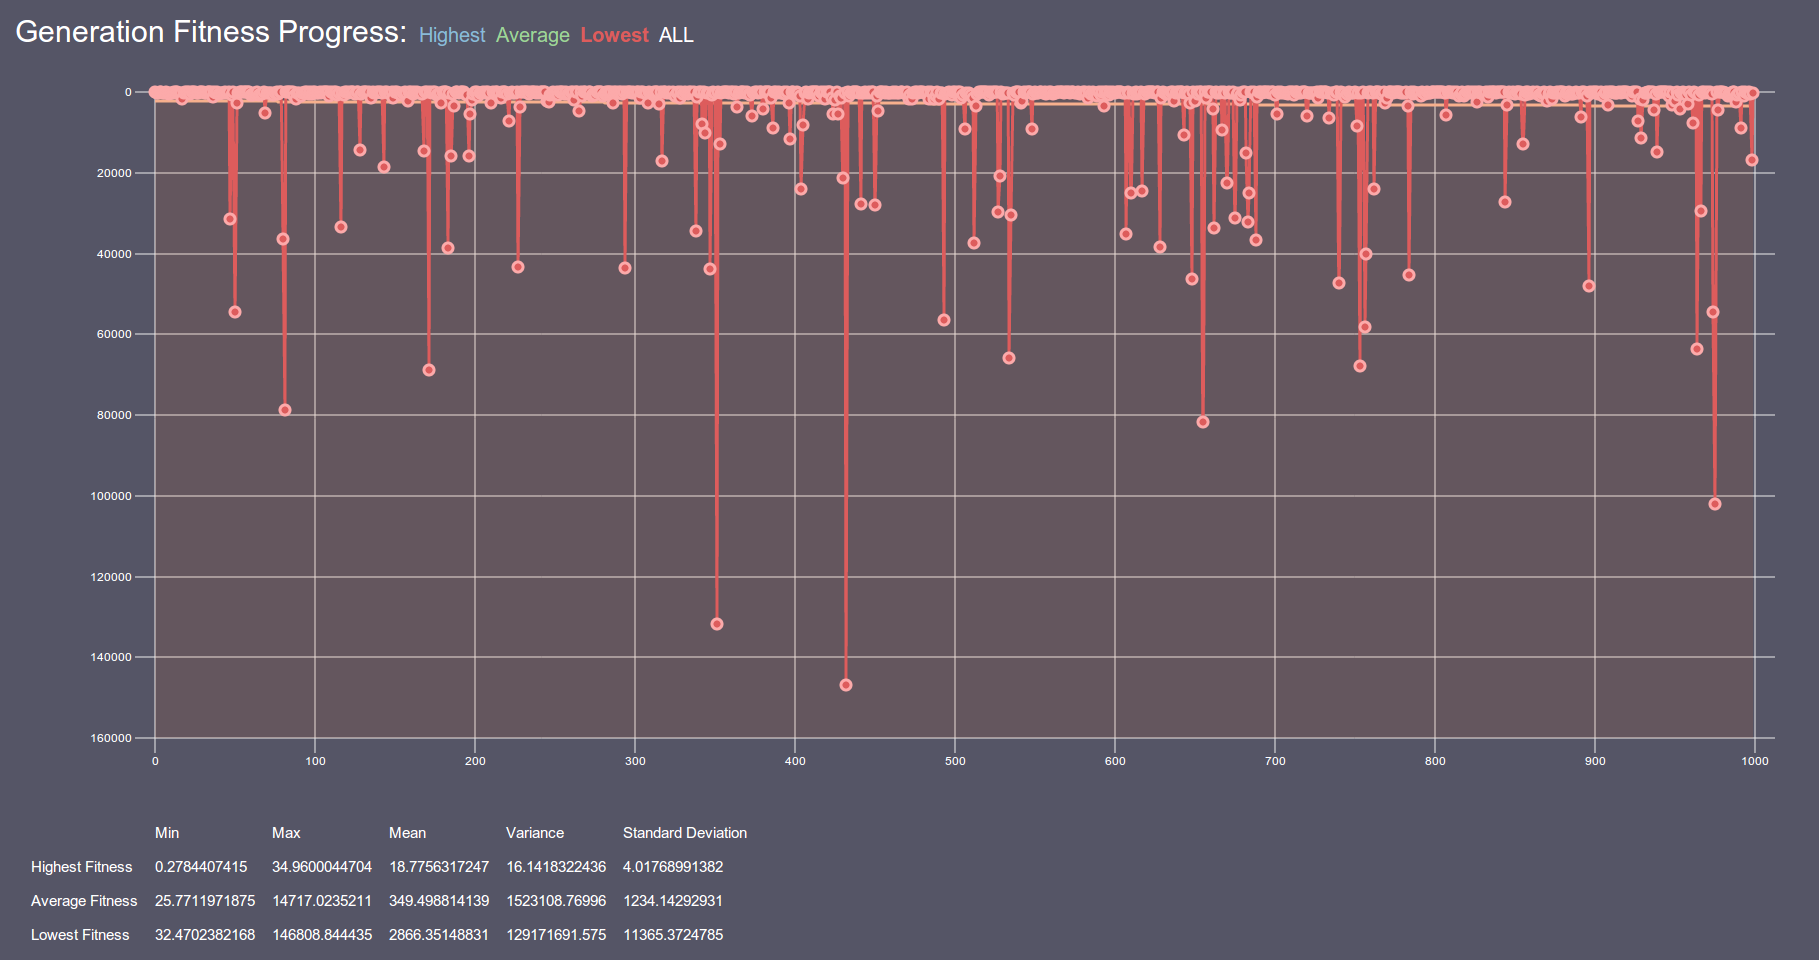 Generation Fitness Progress: Highest Average Lowest ALL
0
20000
40000
60000
80000
100000
120000
140000
160000
0 100 200 300 400 500 600 700 800 900 1000
Min Max Mean Variance Standard Deviation
Highest Fitness 0.2784407415 34.9600044704 18.7756317247 16.1418322436 4.01768991382
Average Fitness 25.7711971875 14717.0235211 349.498814139 1523108.76996 1234.14292931
Lowest Fitness 32.4702382168 146808.844435 2866.35148831 129171691.575 11365.3724785